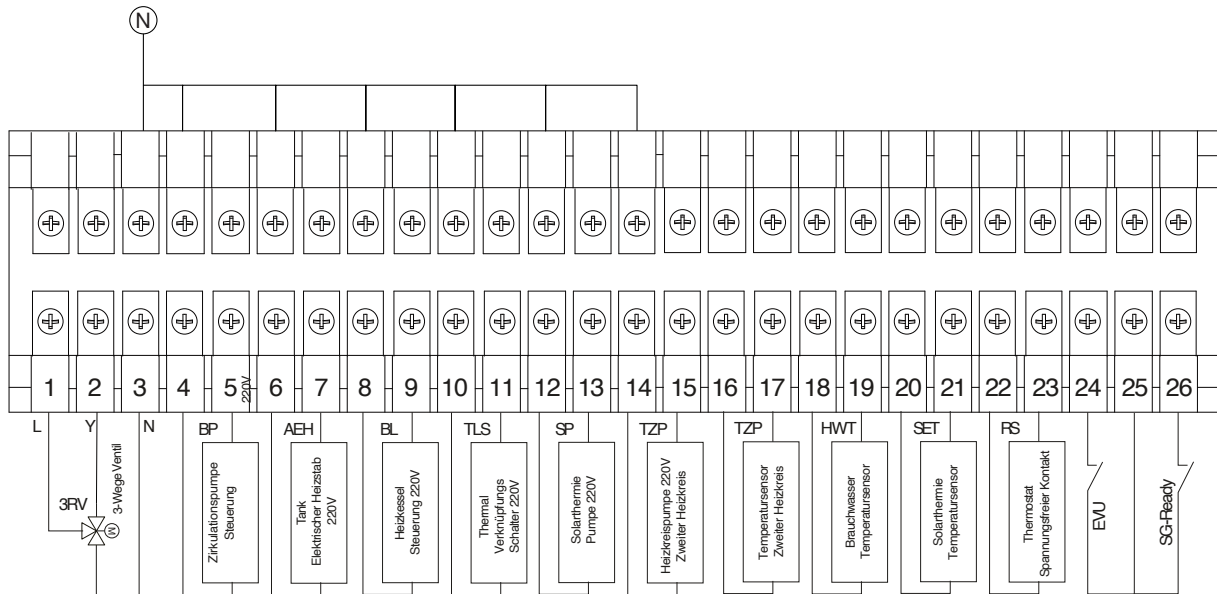 N
1 2 3 4 5 6 7 8 9 10 11 12 13 14 15 16 17 18 19 20 21 22 23 24 25 26
220V
L Y N BP AEH BL TLS SP TZP TZP HWT SET RS
3RV
M
3-Wege Ventil
Zirkulationspumpe
Steuerung
Tank
Elektrischer Heizstab
220V
Heizkessel
Steuerung 220V
Thermal
Verknüpfungs
Schalter 220V
Solarthermie
Pumpe 220V
Heizkreispumpe 220V
Zweiter Heizkreis
Temperatursensor
Zweiter Heizkreis
Brauchwasser
Temperatursensor
Solarthermie
Temperatursensor
Thermostat
Spannungsfreier Kontakt
EVU
SG-Ready